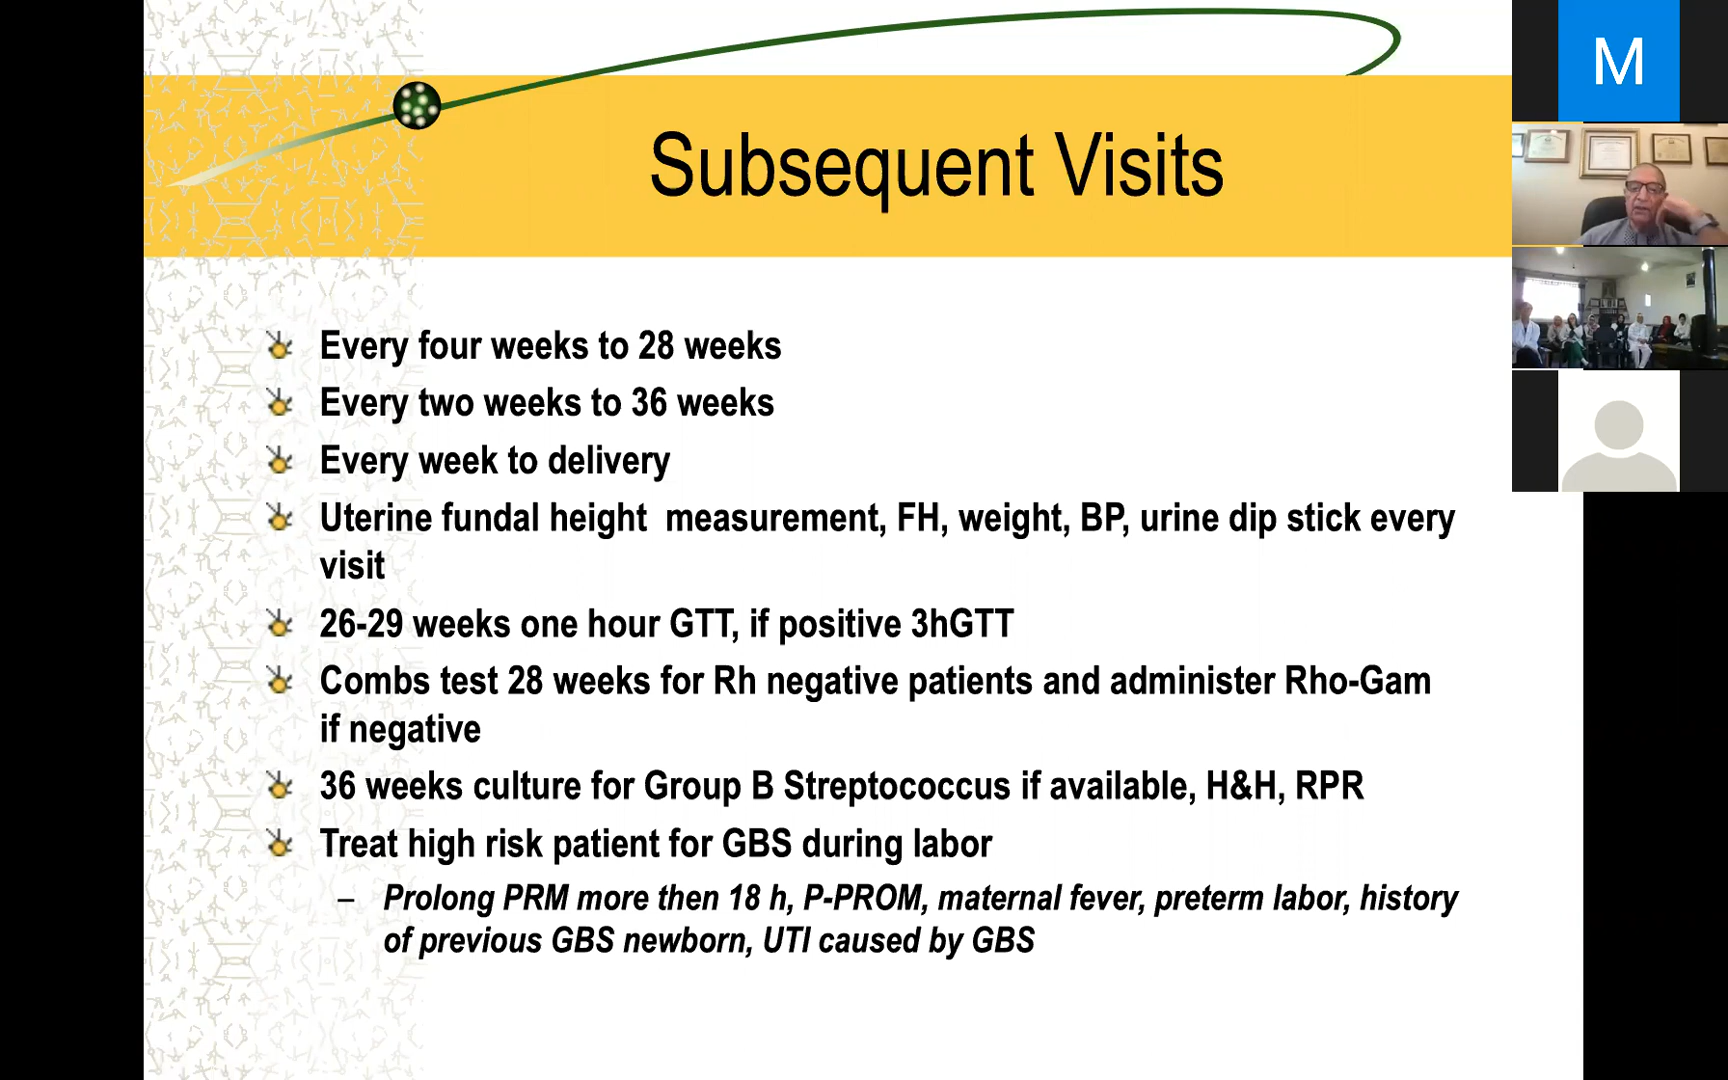 Subsequent Visits
Every four weeks to 28 weeks
Every two weeks to 36 weeks
Every week to delivery
Uterine fundal height measurement, FH, weight, BP, urine dip stick every
visit
26-29 weeks one hour GTT, if positive 3hGTT
Combs test 28 weeks for Rh negative patients and administer Rho-Gam
if negative
36 weeks culture for Group B Streptococcus if available, H&H, RPR
Treat high risk patient for GBS during labor
– Prolong PRM more then 18 h, P-PROM, maternal fever, preterm labor, history
of previous GBS newborn, UTI caused by GBS
M